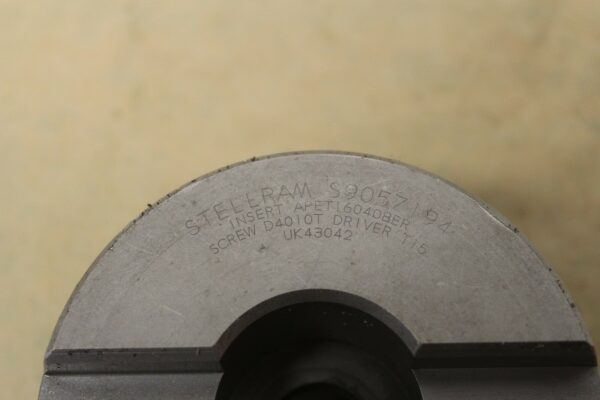 STELLRAM S9057194
INSERT APET160408ER
SCREW D4010T DRIVER T15
UK43042